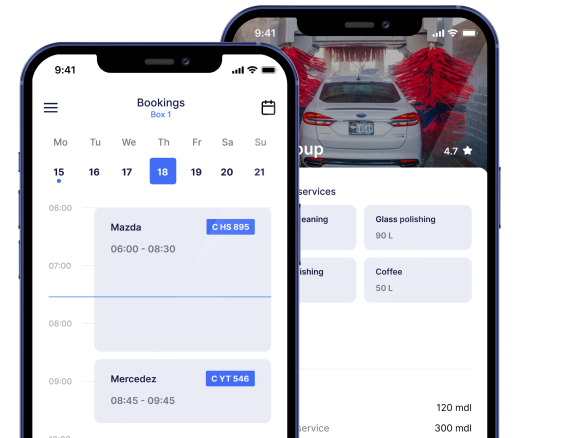 9:41
Bookings
Box 1
Mo Tu We Th Fr Sa Su
15 16 17 18 19 20 21
06:00
Mazda C HS 895
06:00 - 08:30
07:00
08:00
09:00
Mercedez C YT 546
08:45 - 09:45
9:41
oup
4.7
services
eaning
Glass polishing
90 L
ishing
Coffee
50 L
120 mdl
service 300 mdl